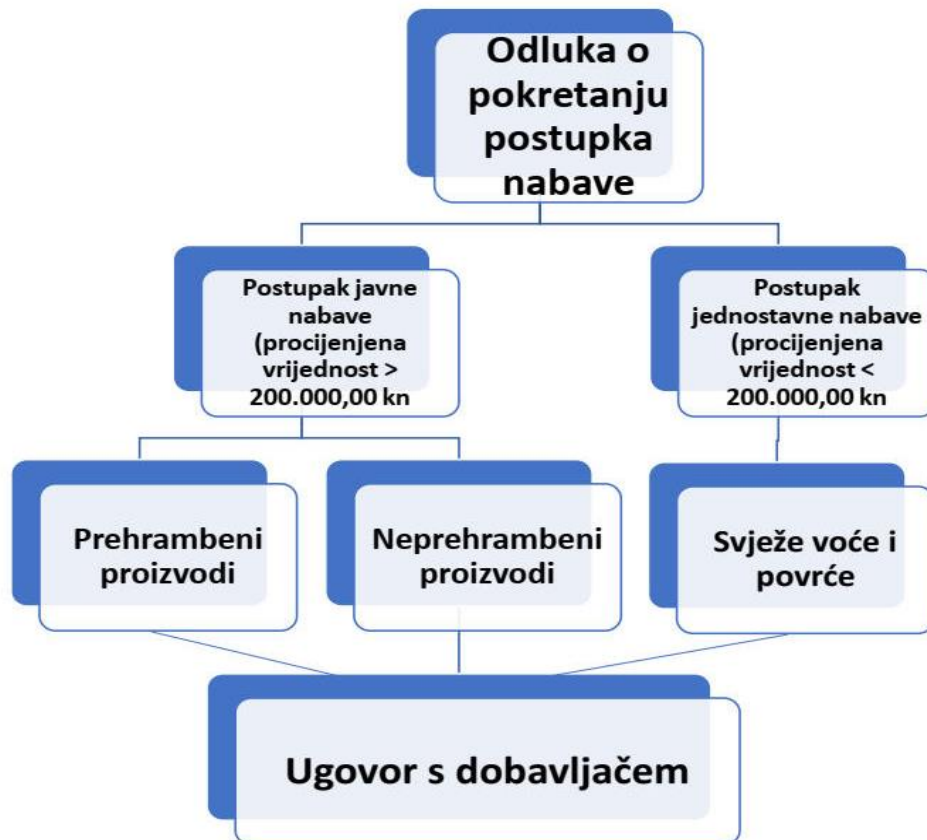 Odluka o
pokretanju
postupka
nabave
Postupak javne
nabave
(procijenjena
vrijednost >
200.000,00 kn
Postupak
jednostavne nabave
(procijenjena
vrijednost <
200.000,00 kn
Prehrambeni
proizvodi
Neprehrambeni
proizvodi
Svježe voće i
povrće
Ugovor s dobavljačem